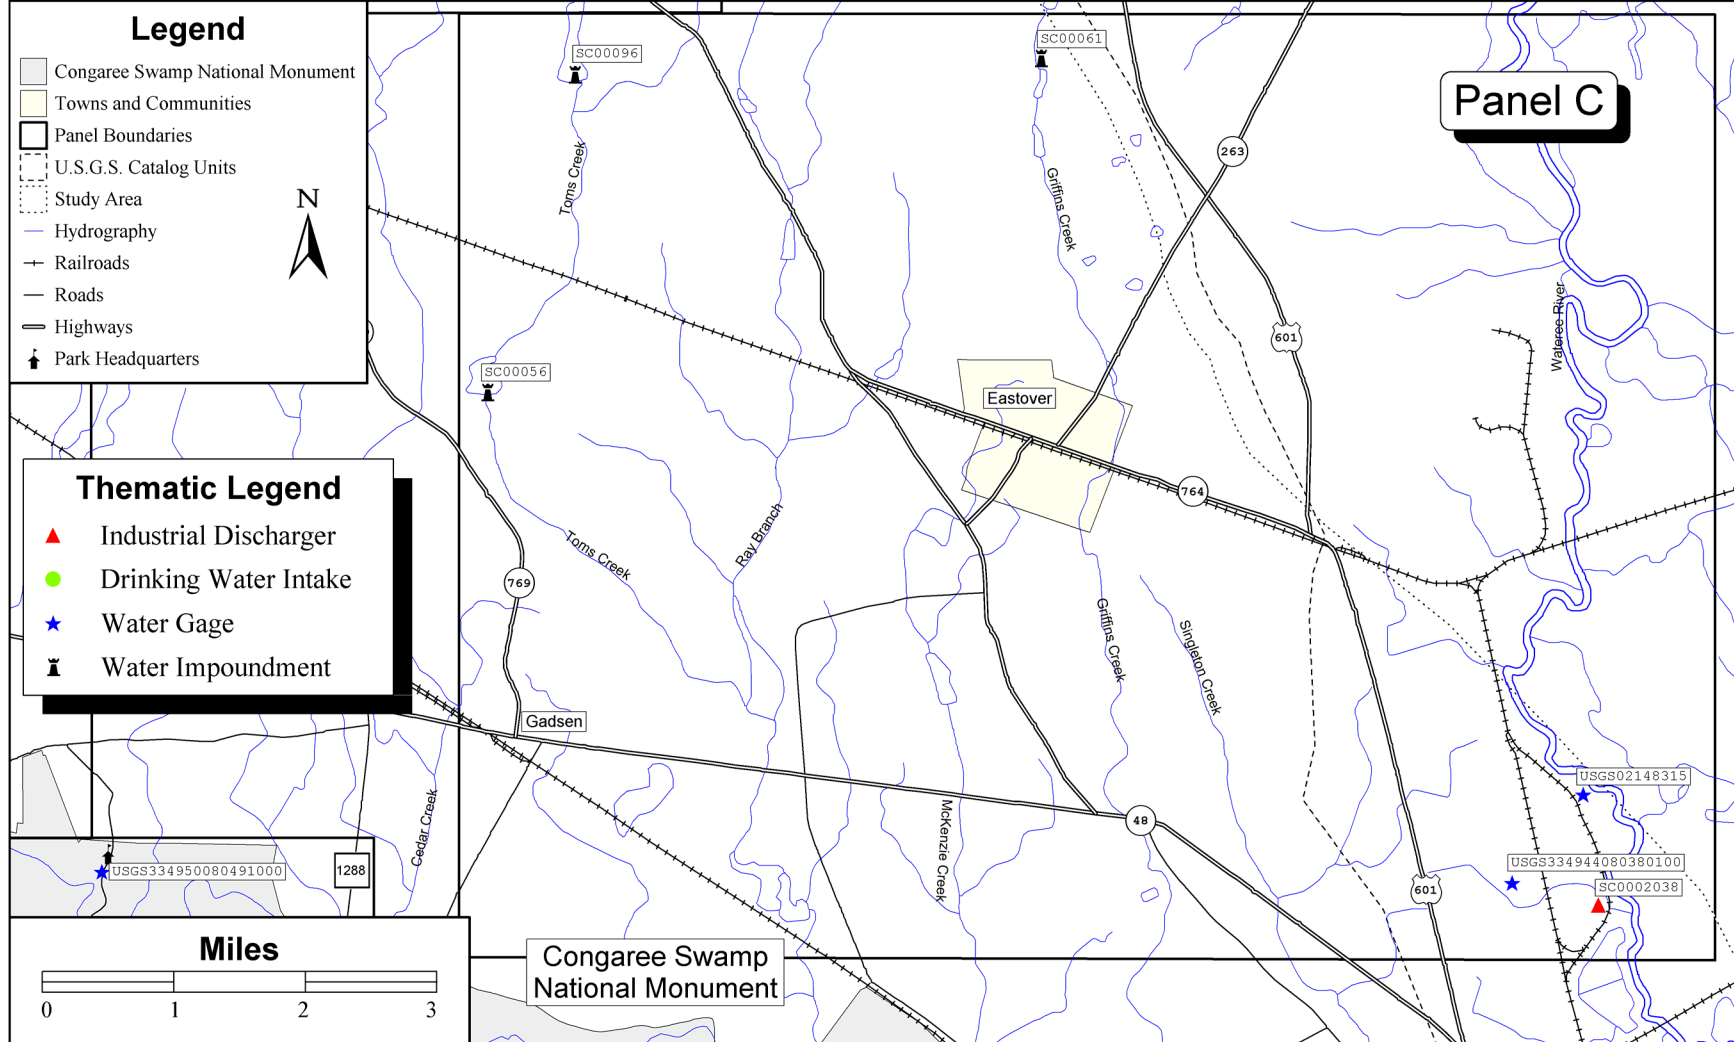 Legend
Congaree Swamp National Monument
Towns and Communities
Panel Boundaries
U.S.G.S. Catalog Units
Study Area
Hydrography
Railroads
Roads
Highways
Park Headquarters
N
Thematic Legend
Industrial Discharger
Drinking Water Intake
Water Gage
Water Impoundment
Miles
0 1 2 3
Panel C
SC00096
SC00061
263
Toms Creek
Griffins Creek
601
Wateree River
SC00056
Eastover
764
Ray Branch
Toms Creek
769
Griffins Creek
Singleton Creek
Gadsen
USGS02148315
Cedar Creek
McKenzie Creek
48
USGS334944080380100
SC0002038
601
USGS334950080491000
1288
Congaree Swamp
National Monument